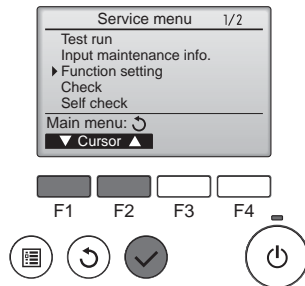 Service menu 1/2
Test run
Input maintenance info.
Function setting
Check
Self check
Main menu:
Cursor
F1 F2 F3 F4